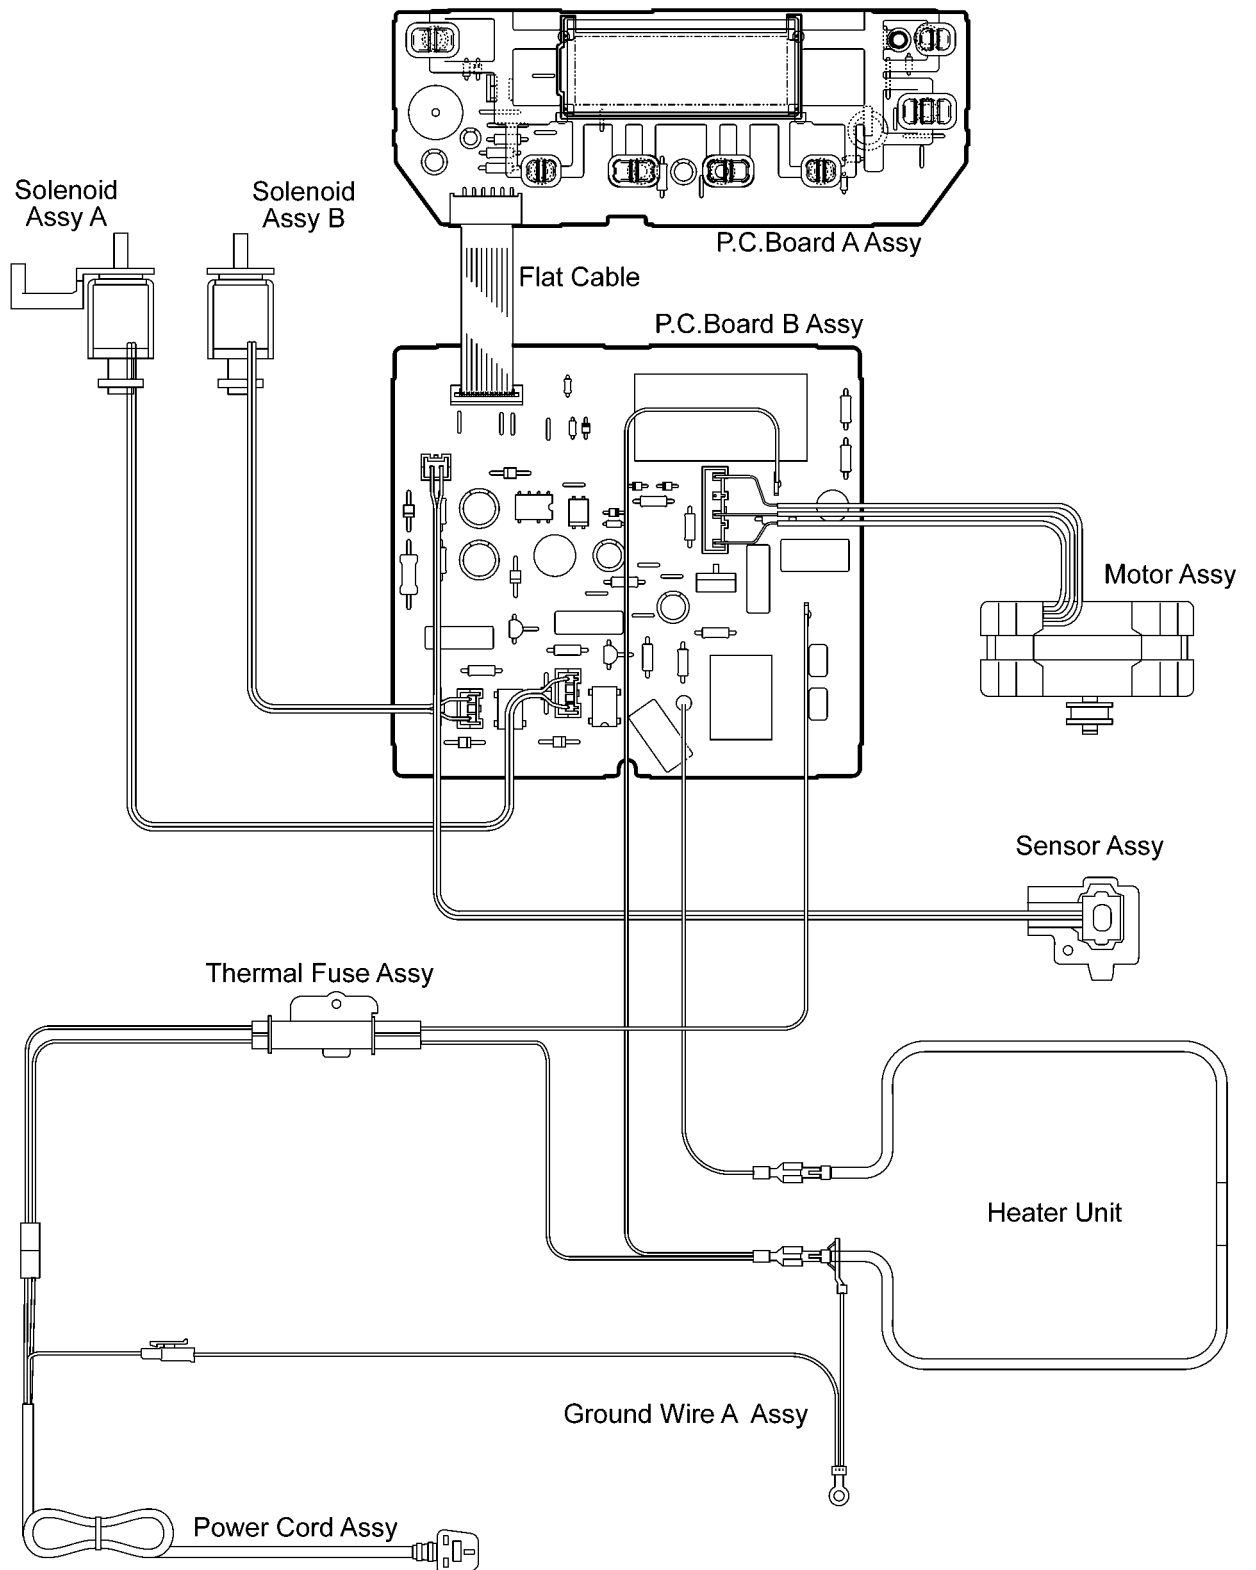 Solenoid
Assy A
Solenoid
Assy B
P.C.Board A Assy
Flat Cable
P.C.Board B Assy
Motor Assy
Sensor Assy
Thermal Fuse Assy
Heater Unit
Ground Wire A Assy
Power Cord Assy